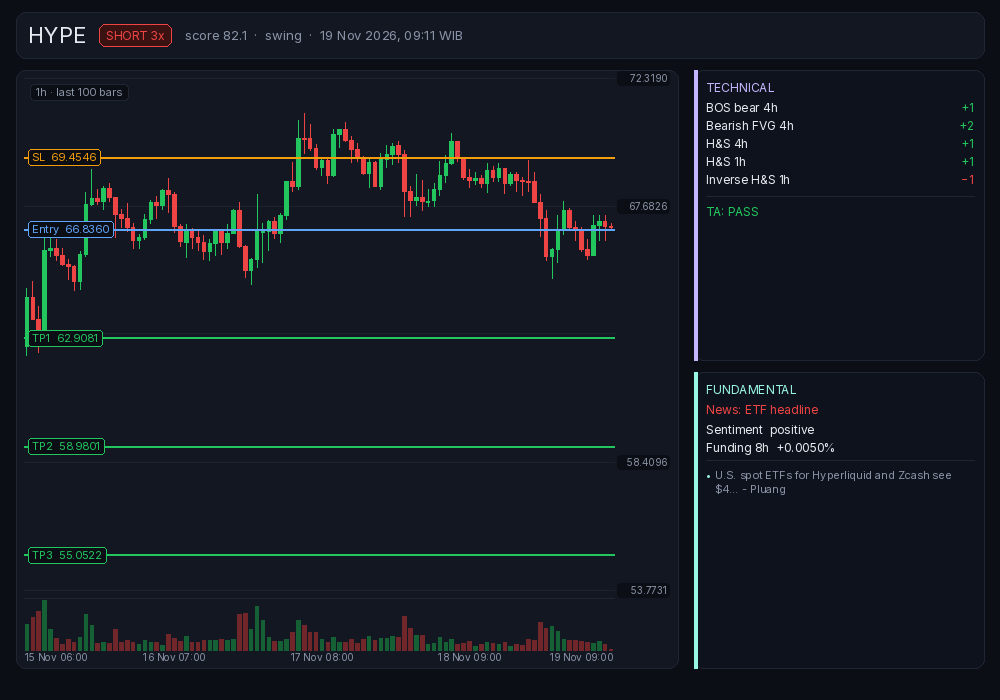 HYPE SHORT 3x score 82.1 · swing · 19 Nov 2026, 09:11 WIB
1h · last 100 bars
72.3190
SL 69.4546
67.6826
Entry 66.8360
TP1 62.9081
TP2 58.9801
58.4096
TP3 55.0522
53.7731
15 Nov 06:00 16 Nov 07:00 17 Nov 08:00 18 Nov 09:00 19 Nov 09:00
TECHNICAL
BOS bear 4h +1
Bearish FVG 4h +2
H&S 4h +1
H&S 1h +1
Inverse H&S 1h −1
TA: PASS
FUNDAMENTAL
News: ETF headline
Sentiment positive
Funding 8h +0.0050%
• U.S. spot ETFs for Hyperliquid and Zcash see
$4... - Pluang